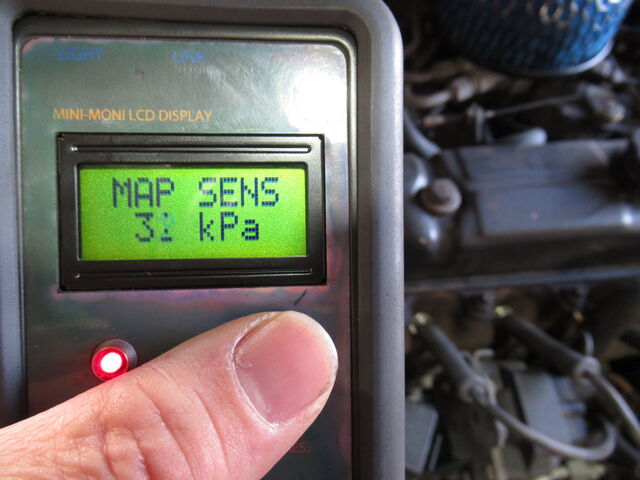 LIGHT LINK
MINI-MONI LCD DISPLAY
MAP SENS
kPa